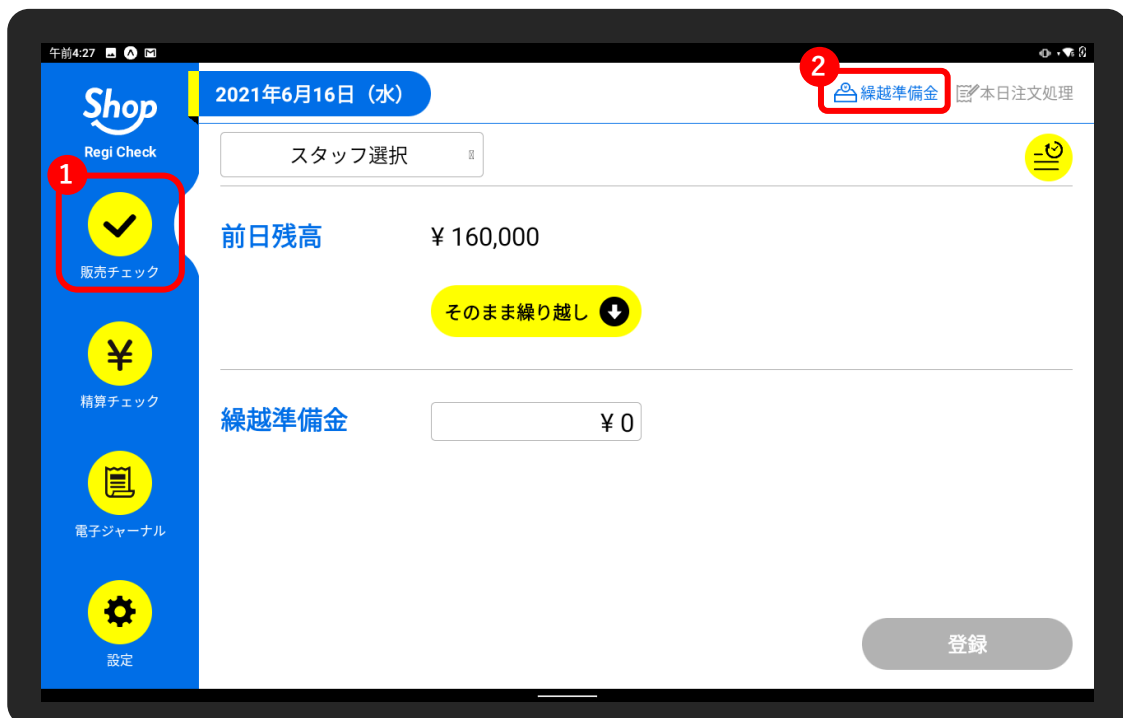 午前4:27
2
2021年6月16日（水）
繰越準備金
本日注文処理
Shop
Regi Check
スタッフ選択
1
販売チェック
前日残高
¥ 160,000
そのまま繰り越し
¥
精算チェック
繰越準備金
¥ 0
電子ジャーナル
設定
登録